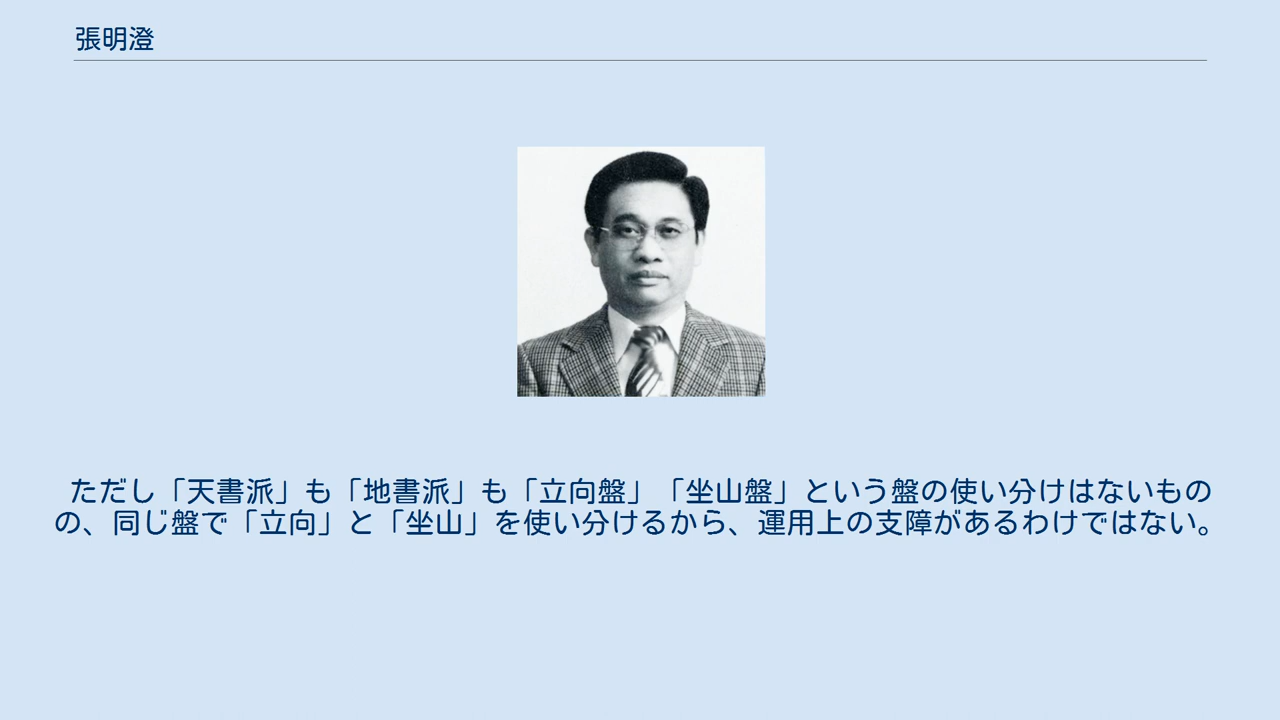 張明澄
ただし「天書派」も「地書派」も「立向盤」「坐山盤」という盤の使い分けはないもの
の、同じ盤で「立向」と「坐山」を使い分けるから、運用上の支障があるわけではない。